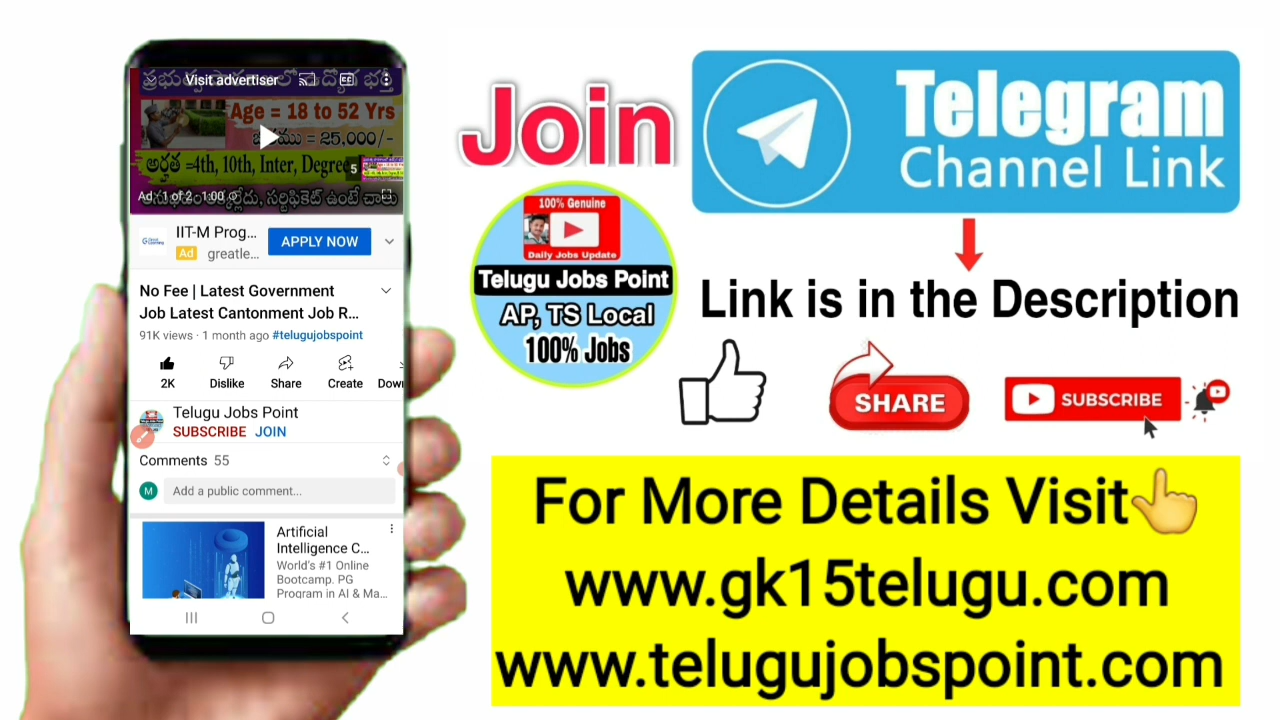 Visit advertiser
Age = 18 to 52 Yrs
= 25,000/-
అర్హత =4th, 10th, Inter, Degree
5
Ad · 1 of 2 · 1:00
సర్టిఫికెట్ ఉంటే చాలు
IIT-M Prog...
APPLY NOW
Ad greatle...
No Fee | Latest Government
Job Latest Cantonment Job R...
91K views · 1 month ago #telugujobspoint
2K Dislike Share Create Down
Telugu Jobs Point
SUBSCRIBE JOIN
Comments 55
M Add a public comment...
Artificial
Intelligence C...
World's #1 Online
Bootcamp. PG
Program in AI & Ma...
Join
Telegram
Channel Link
100% Genuine
Daily Jobs Update
Telugu Jobs Point
AP, TS Local
100% Jobs
Link is in the Description
SHARE
SUBSCRIBE
For More Details Visit👆
www.gk15telugu.com
www.telugujobspoint.com